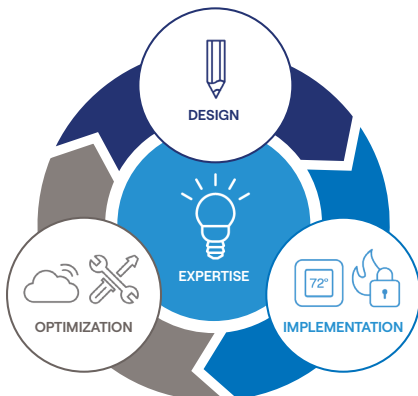 DESIGN
EXPERTISE
72°
OPTIMIZATION
IMPLEMENTATION